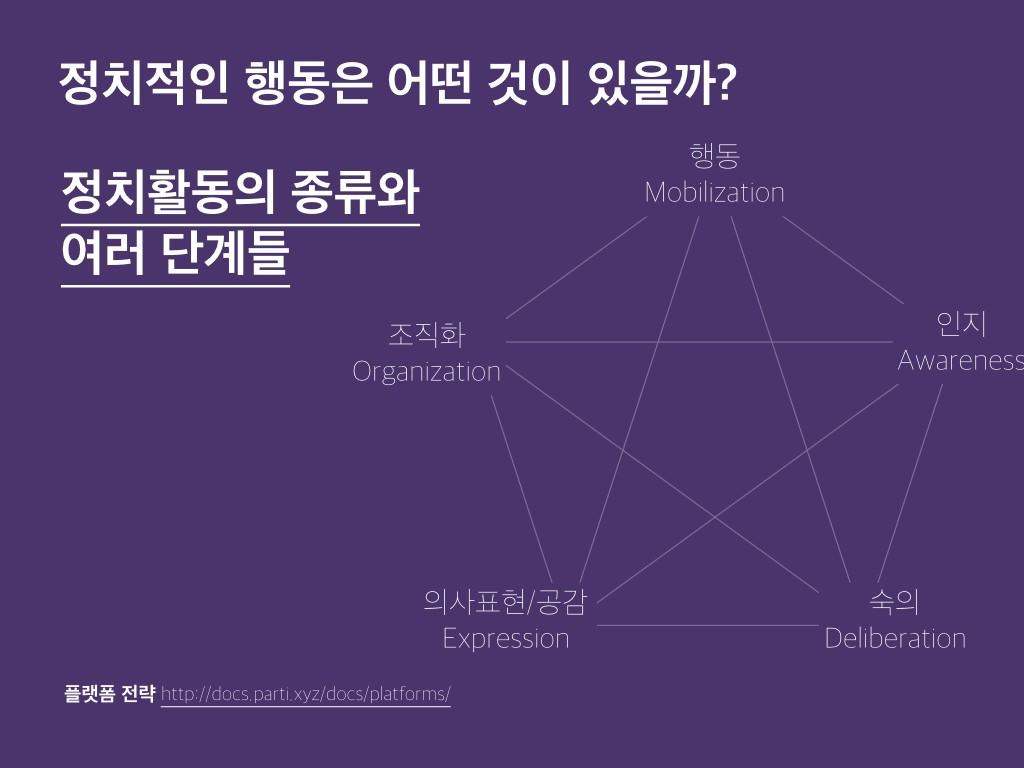 정치적인 행동은 어떤 것이 있을까?
정치활동의 종류와
여러 단계들
행동
Mobilization
조직화
Organization
인지
Awareness
의사표현/공감
Expression
숙의
Deliberation
플랫폼 전략 http://docs.parti.xyz/docs/platforms/